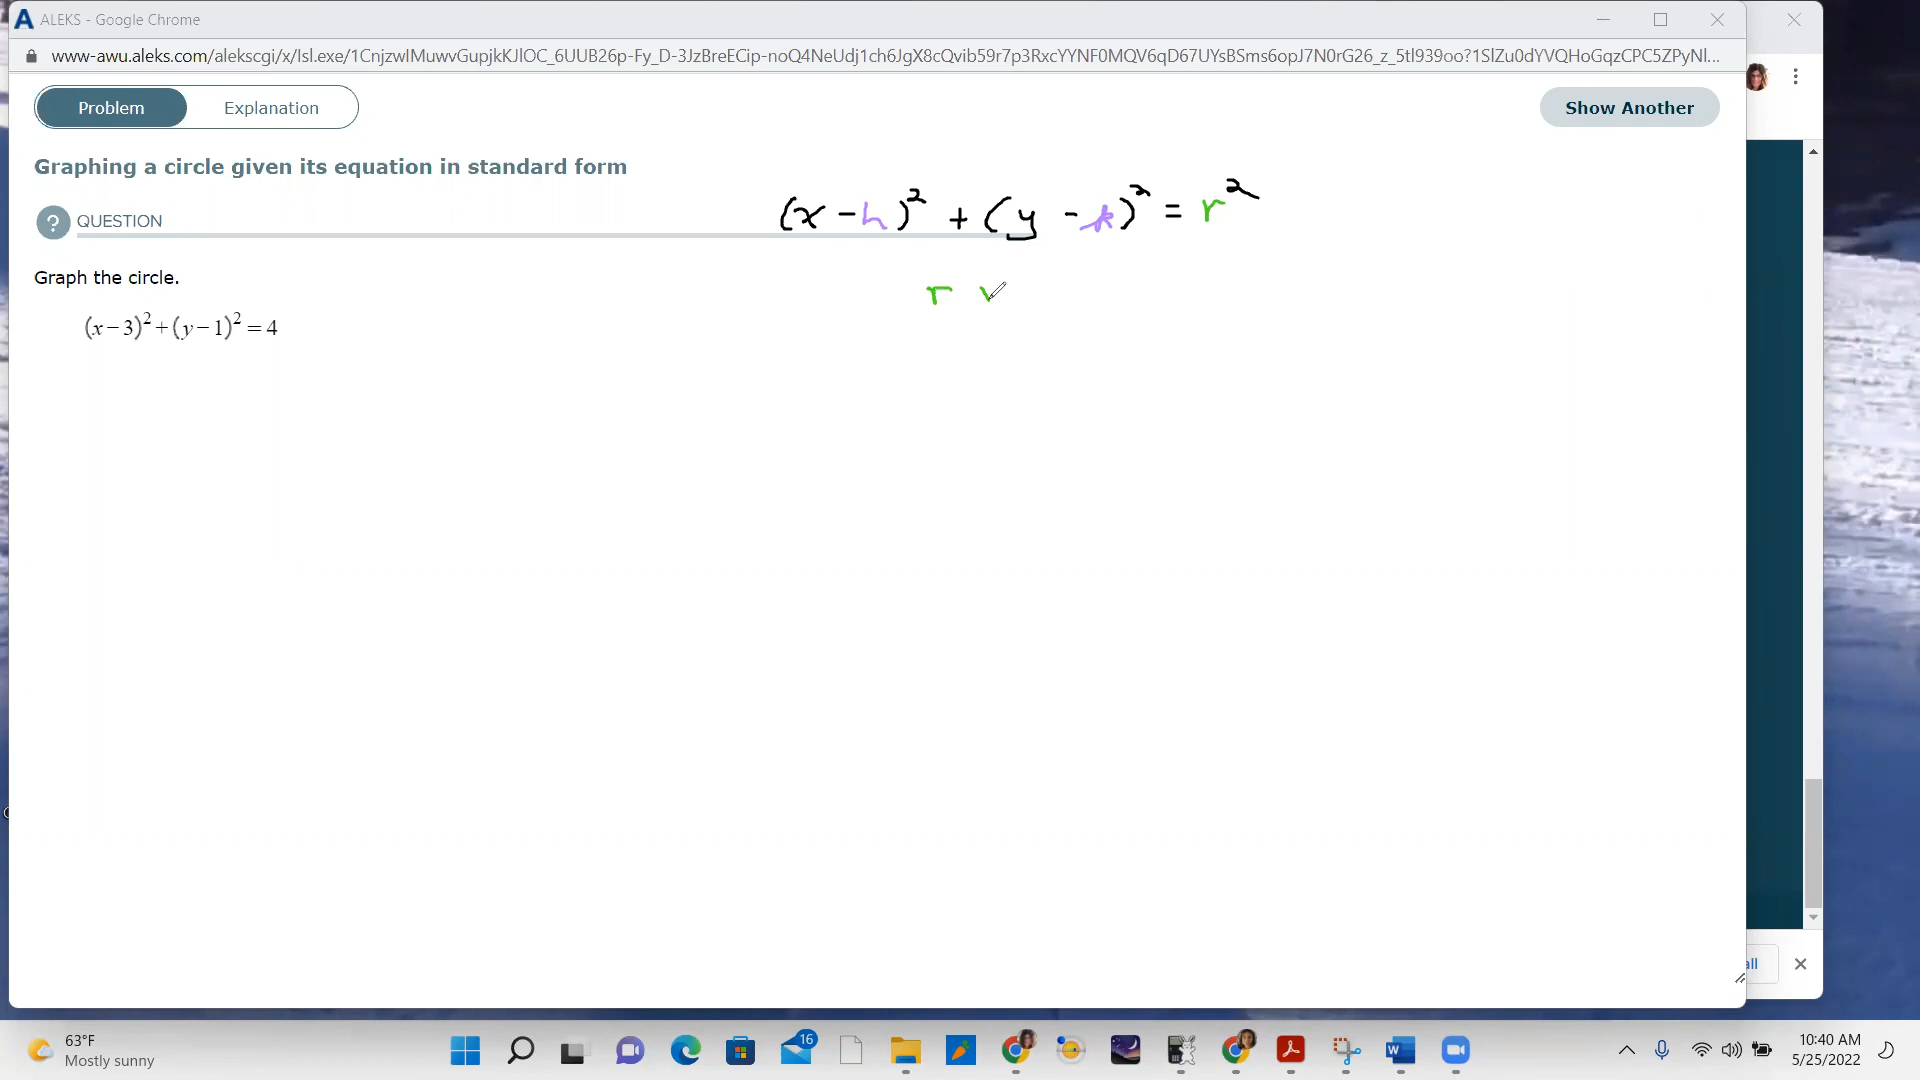 ALEKS - Google Chrome
www-awu.aleks.com/alekscgi/x/Isl.exe/1CnjzwIMuwvGupjkKJlOC_6UUB26p-Fy_D-3JzBreECip-noQ4NeUdj1ch6JgX8cQvib59r7p3RxcYYNF0MQV6qD67UYsBSms6opJ7N0rG26_z_5tl939oo?1SlZu0dYVQHoGqzCPC5ZPyNl...
Problem Explanation Show Another
Graphing a circle given its equation in standard form
(x - h)² + (y - k)² = r²
? QUESTION
Graph the circle.
r
(x − 3)² + (y − 1)² = 4
all
16
63°F
Mostly sunny
10:40 AM
5/25/2022